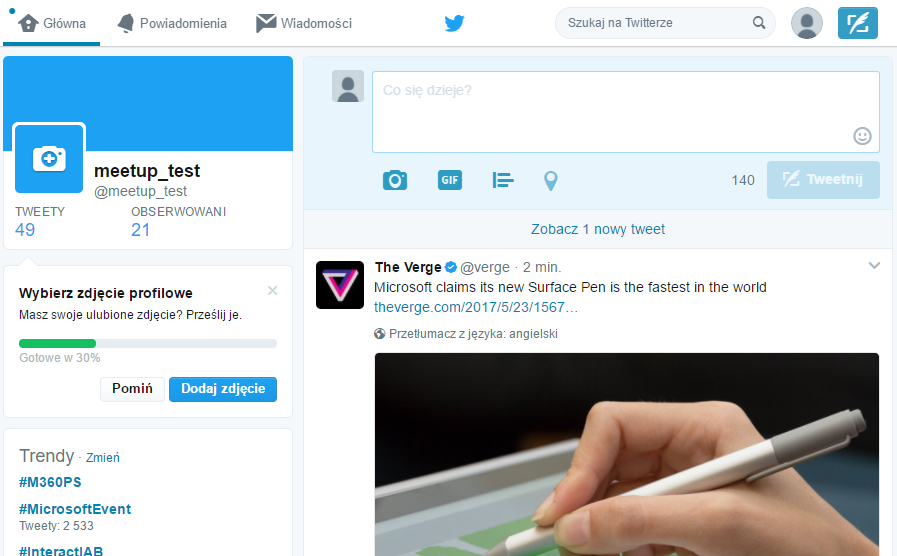 Główna
Powiadomienia
Wiadomości
Szukaj na Twitterze
meetup_test
@meetup_test
TWEETY
OBSERWOWANI
49
21
Wybierz zdjęcie profilowe
Masz swoje ulubione zdjęcie? Prześlij je.
Gotowe w 30%
Pomiń
Dodaj zdjęcie
Trendy · Zmień
#M360PS
#MicrosoftEvent
Tweety: 2 533
#InteractIAB
Co się dzieje?
GIF
140
Tweetnij
Zobacz 1 nowy tweet
The Verge @verge · 2 min.
Microsoft claims its new Surface Pen is the fastest in the world
theverge.com/2017/5/23/1567…
Przetłumacz z języka: angielski